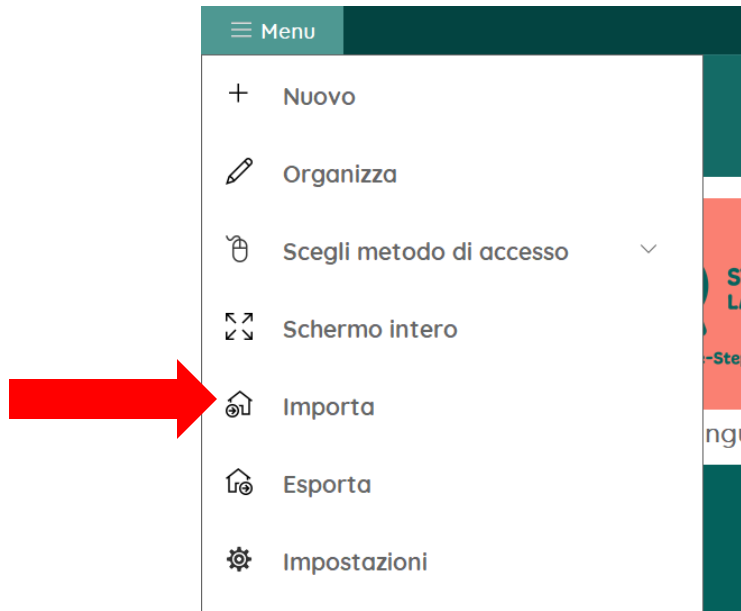 Menu
Nuovo
Organizza
Scegli metodo di accesso
Schermo intero
Importa
Esporta
Impostazioni